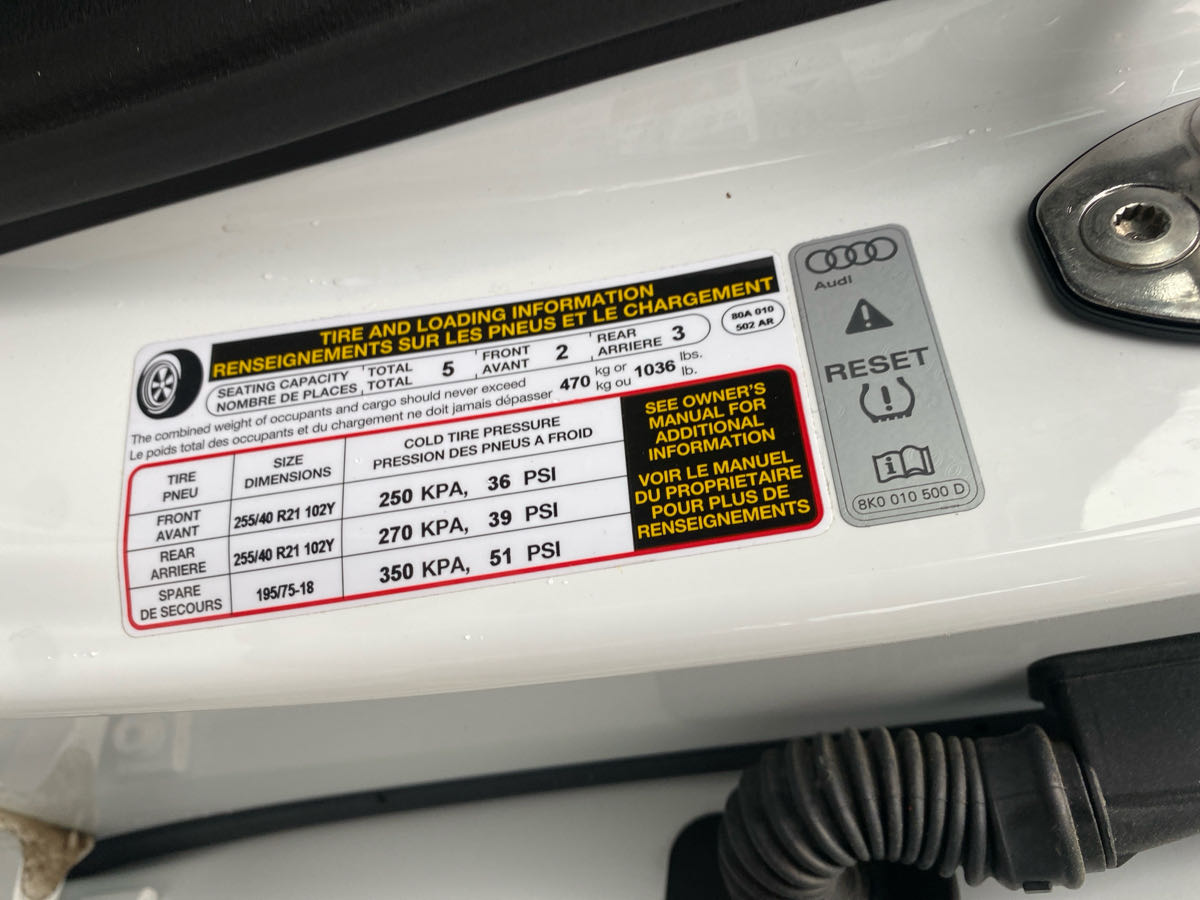 TIRE AND LOADING INFORMATION
RENSEIGNEMENTS SUR LES PNEUS ET LE CHARGEMENT
SEATING CAPACITY TOTAL 5 FRONT 2 REAR 3
NOMBRE DE PLACES TOTAL AVANT ARRIERE
80A 010
502 AR
The combined weight of occupants and cargo should never exceed 470 kg or 1036 lbs.
Le poids total des occupants et du chargement ne doit jamais dépasser kg ou lb.
TIRE SIZE COLD TIRE PRESSURE
PNEU DIMENSIONS PRESSION DES PNEUS A FROID
FRONT
AVANT 255/40 R21 102Y 250 KPA, 36 PSI
REAR
ARRIERE 255/40 R21 102Y 270 KPA, 39 PSI
SPARE
DE SECOURS 195/75-18 350 KPA, 51 PSI
SEE OWNER'S
MANUAL FOR
ADDITIONAL
INFORMATION
VOIR LE MANUEL
DU PROPRIETAIRE
POUR PLUS DE
RENSEIGNEMENTS
Audi
RESET
8K0 010 500 D